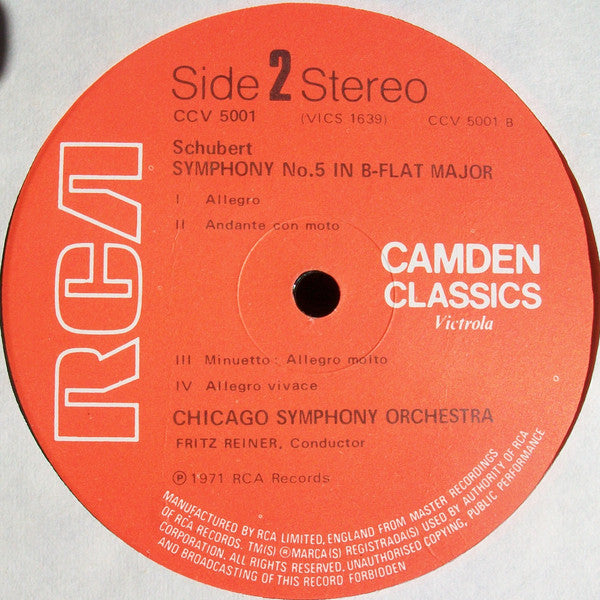 RCA
Side 2 Stereo
CCV 5001 (VICS 1639) CCV 5001 B
Schubert
SYMPHONY No.5 IN B-FLAT MAJOR
I Allegro
II Andante con moto
CAMDEN
CLASSICS
Victrola
III Minuetto: Allegro molto
IV Allegro vivace
CHICAGO SYMPHONY ORCHESTRA
FRITZ REINER, Conductor
Ⓟ 1971 RCA Records
MANUFACTURED BY RCA LIMITED, ENGLAND FROM MASTER RECORDINGS
OF RCA RECORDS. TM(S) ® MARCA(S) REGISTRADA(S) USED BY AUTHORITY OF RCA
CORPORATION. ALL RIGHTS RESERVED. UNAUTHORISED COPYING, PUBLIC PERFORMANCE
AND BROADCASTING OF THIS RECORD FORBIDDEN